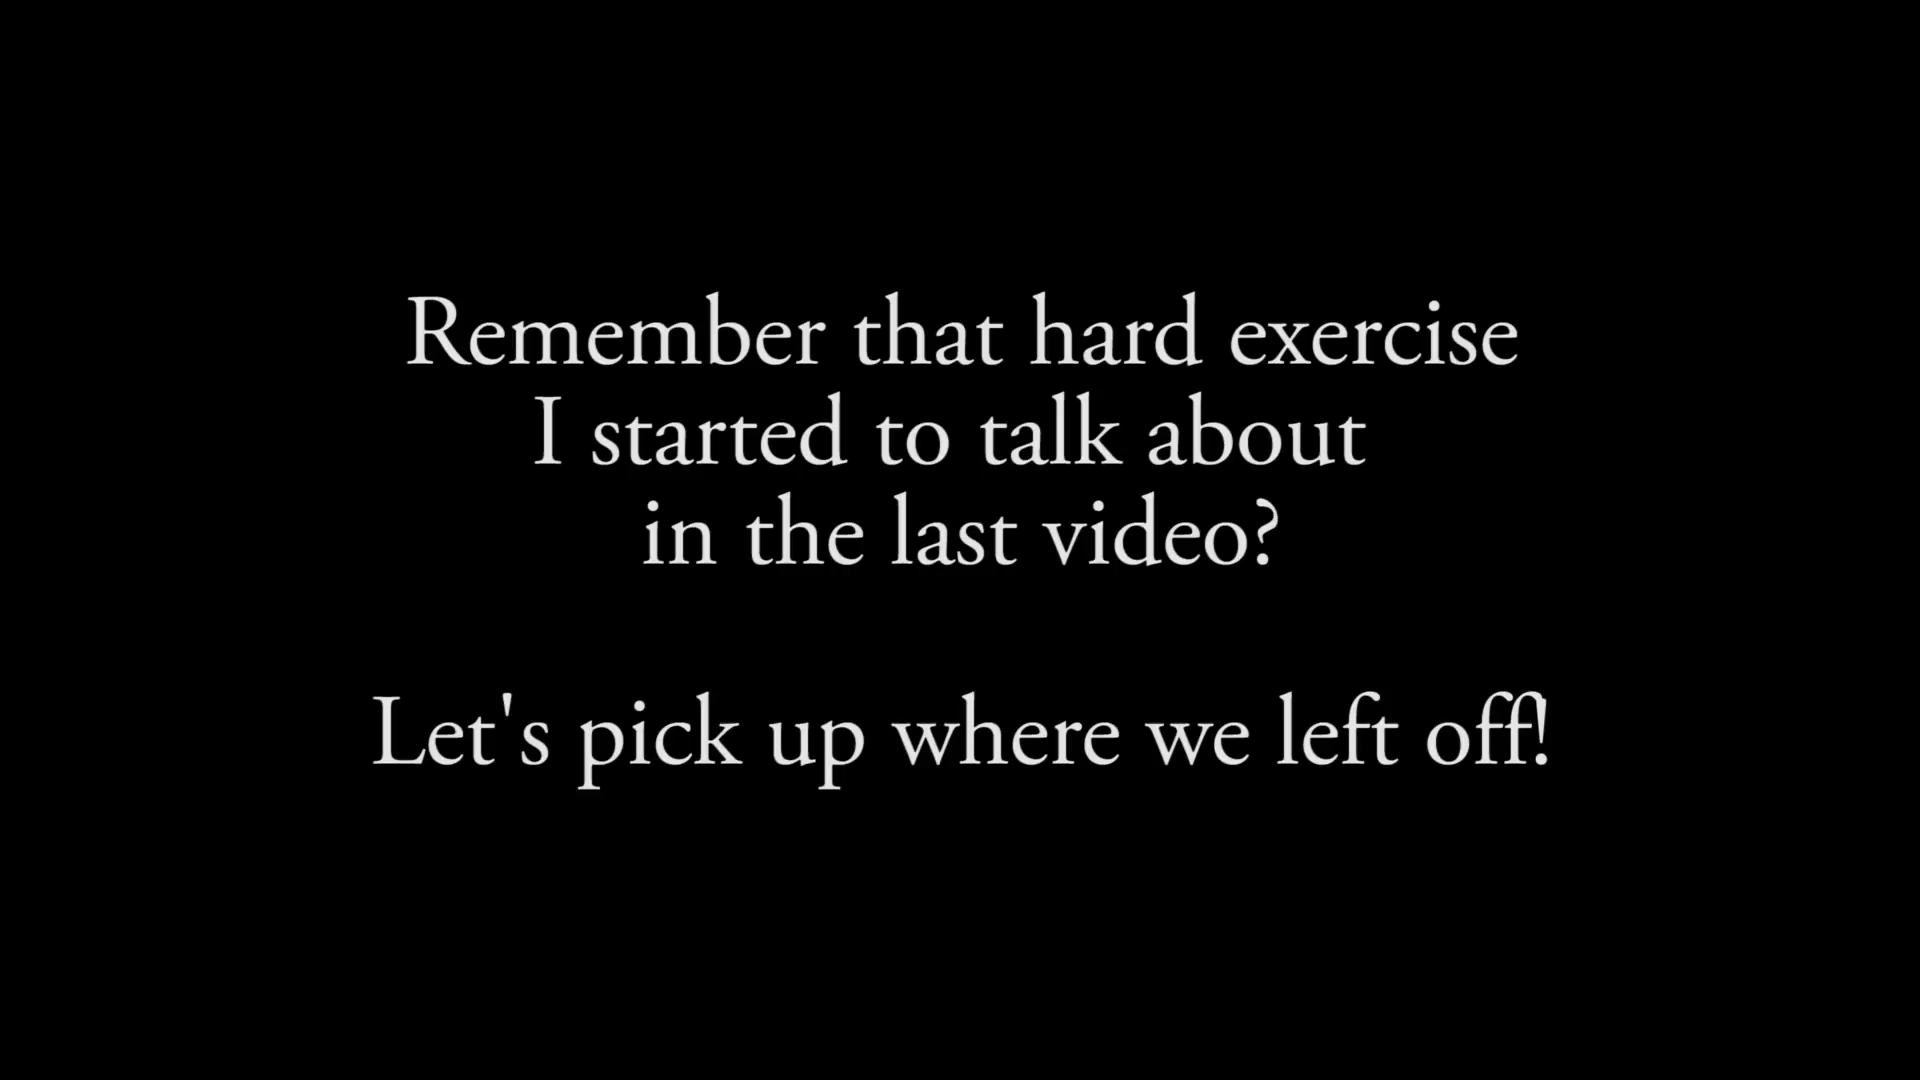 Remember that hard exercise
I started to talk about
in the last video?
Let's pick up where we left off!